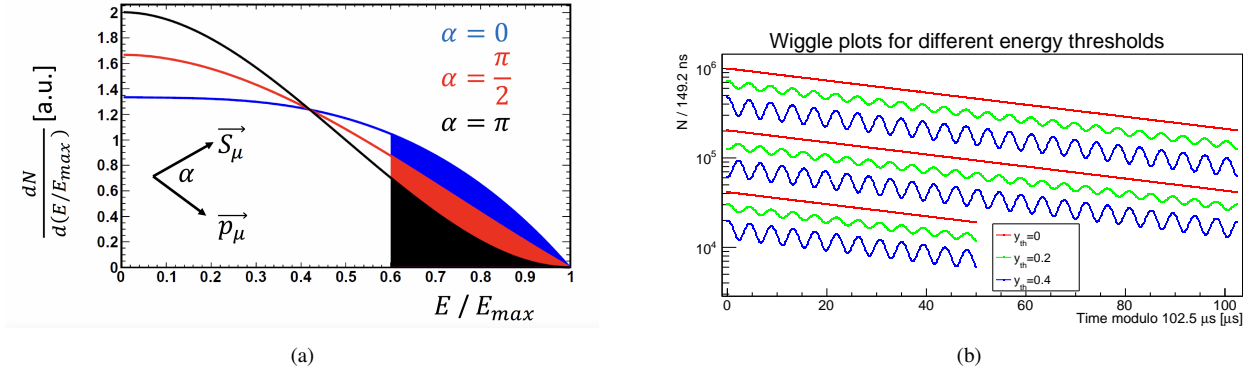 2
1.8
1.6
1.4
1.2
1
0.8
0.6
0.4
0.2
0
dN
d(E/E_max)
[a.u.]
α = 0
α = π/2
α = π
S_μ
α
p_μ
0 0.1 0.2 0.3 0.4 0.5 0.6 0.7 0.8 0.9 1
E / E_max
(a)
Wiggle plots for different energy thresholds
N / 149.2 ns
10^6
10^5
10^4
y_th=0
y_th=0.2
y_th=0.4
0 20 40 60 80 100
Time modulo 102.5 μs [μs]
(b)